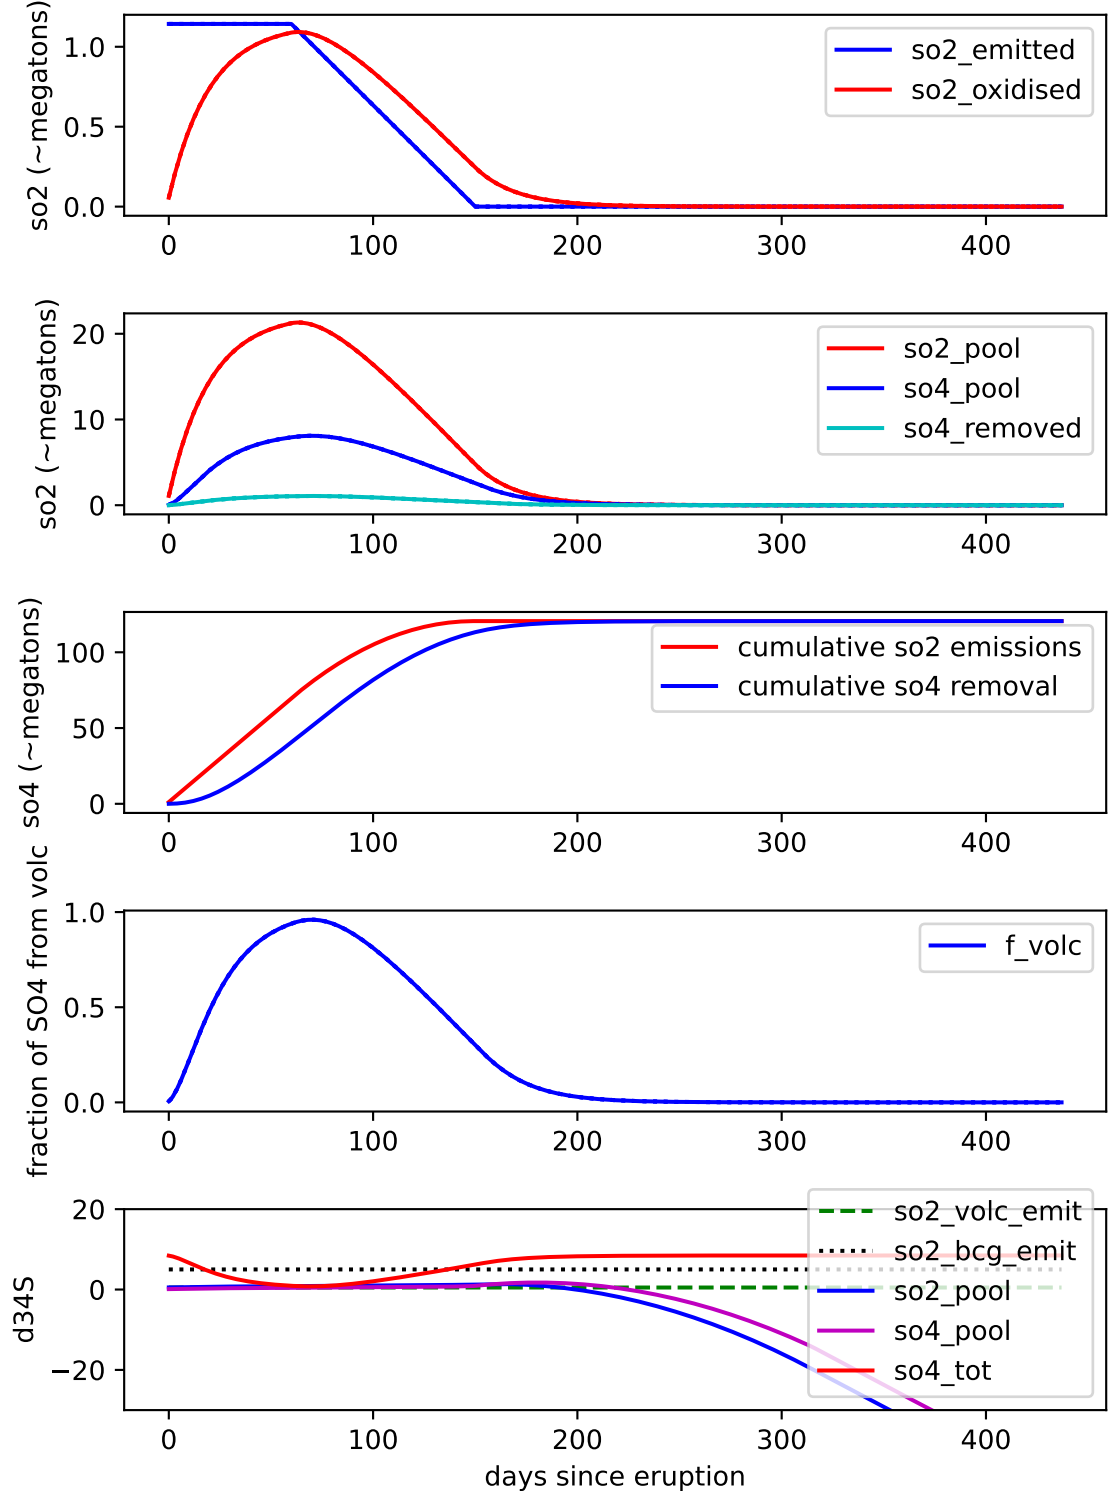 so2 (~megatons)
1.0
0.5
0.0
so2_emitted
so2_oxidised
0 100 200 300 400
so2 (~megatons)
20
10
0
so2_pool
so4_pool
so4_removed
0 100 200 300 400
so4 (~megatons)
100
50
0
cumulative so2 emissions
cumulative so4 removal
0 100 200 300 400
fraction of SO4 from volc
1.0
0.5
0.0
f_volc
0 100 200 300 400
d34S
20
0
−20
so2_volc_emit
so2_bcg_emit
so2_pool
so4_pool
so4_tot
0 100 200 300 400
days since eruption